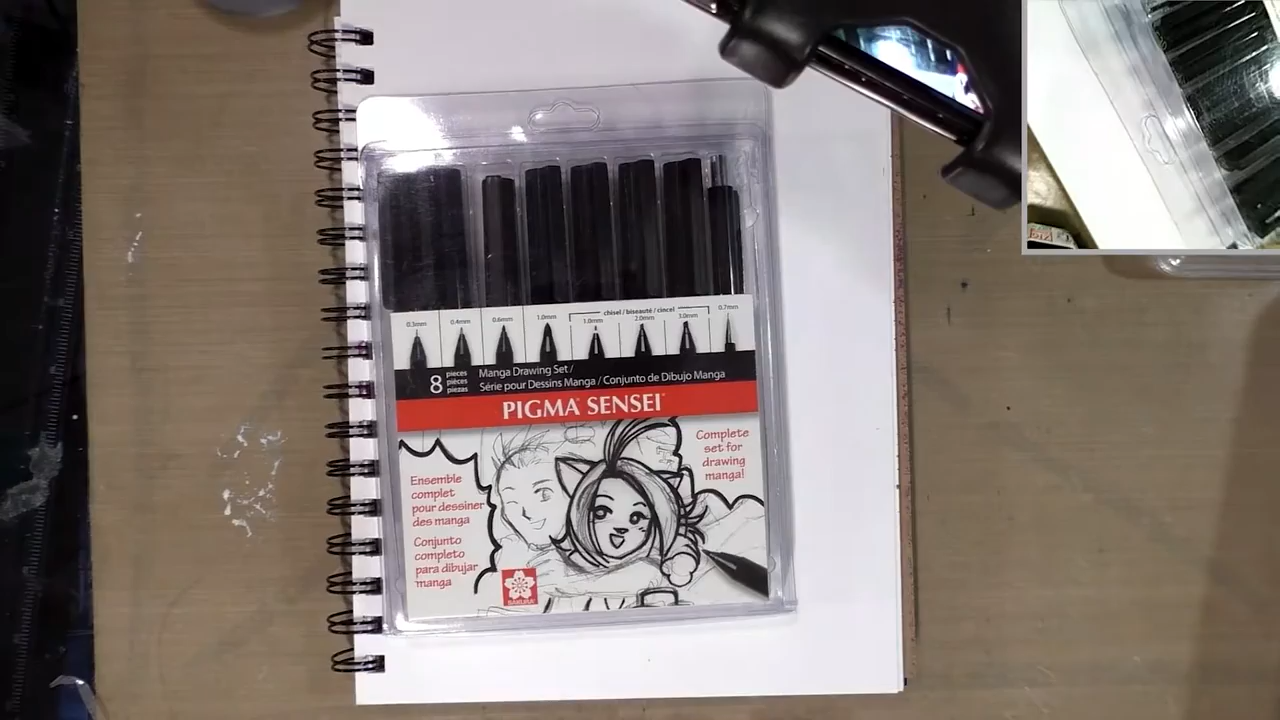 0.3mm 0.4mm 0.6mm 1.0mm chisel / biseauté / cincel 0.7mm
1.0mm 2.0mm 3.0mm
8 pieces
pièces
piezas
Manga Drawing Set /
Série pour Dessins Manga / Conjunto de Dibujo Manga
PIGMA SENSEI™
Complete
set for
drawing
manga!
Ensemble
complet
pour dessiner
des manga
Conjunto
completo
para dibujar
manga
SAKURA